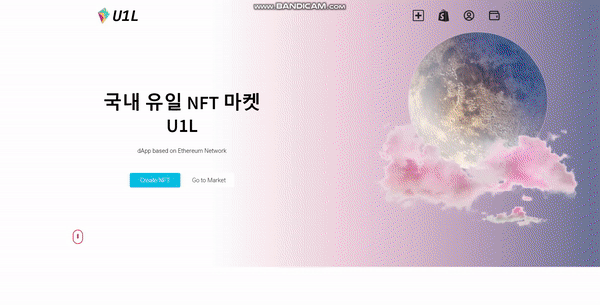 www.BANDICAM.com
U1L
국내 유일 NFT 마켓
U1L
dApp based on Ethereum Network
Create NFT
Go to Market